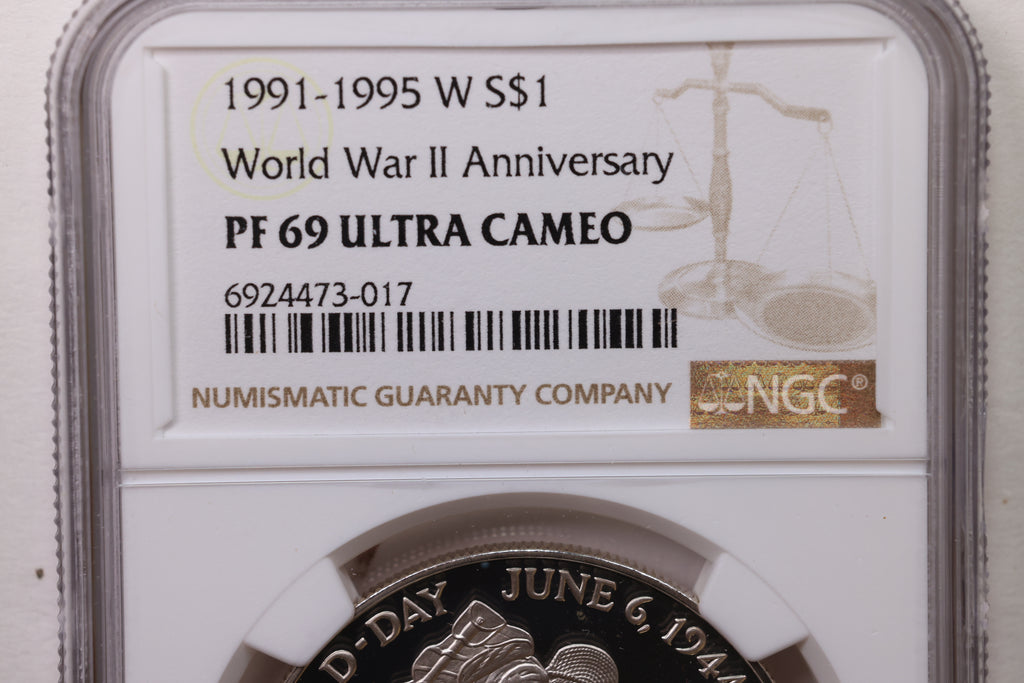 1991-1995 W S$1
World War II Anniversary
PF 69 ULTRA CAMEO
6924473-017
NUMISMATIC GUARANTY COMPANY
NGC®
D-DAY JUNE 6, 1944